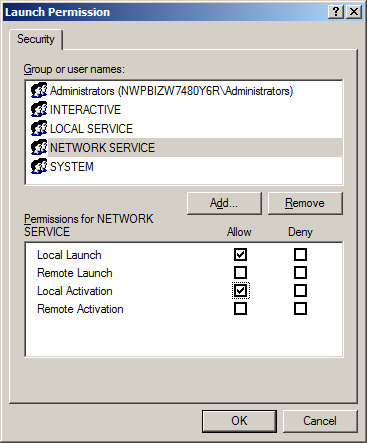 Launch Permission
Security
Group or user names:
Administrators (NWPBIZW7480Y6R\Administrators)
INTERACTIVE
LOCAL SERVICE
NETWORK SERVICE
SYSTEM
Add... Remove
Permissions for NETWORK
SERVICE Allow Deny
Local Launch
Remote Launch
Local Activation
Remote Activation
OK Cancel